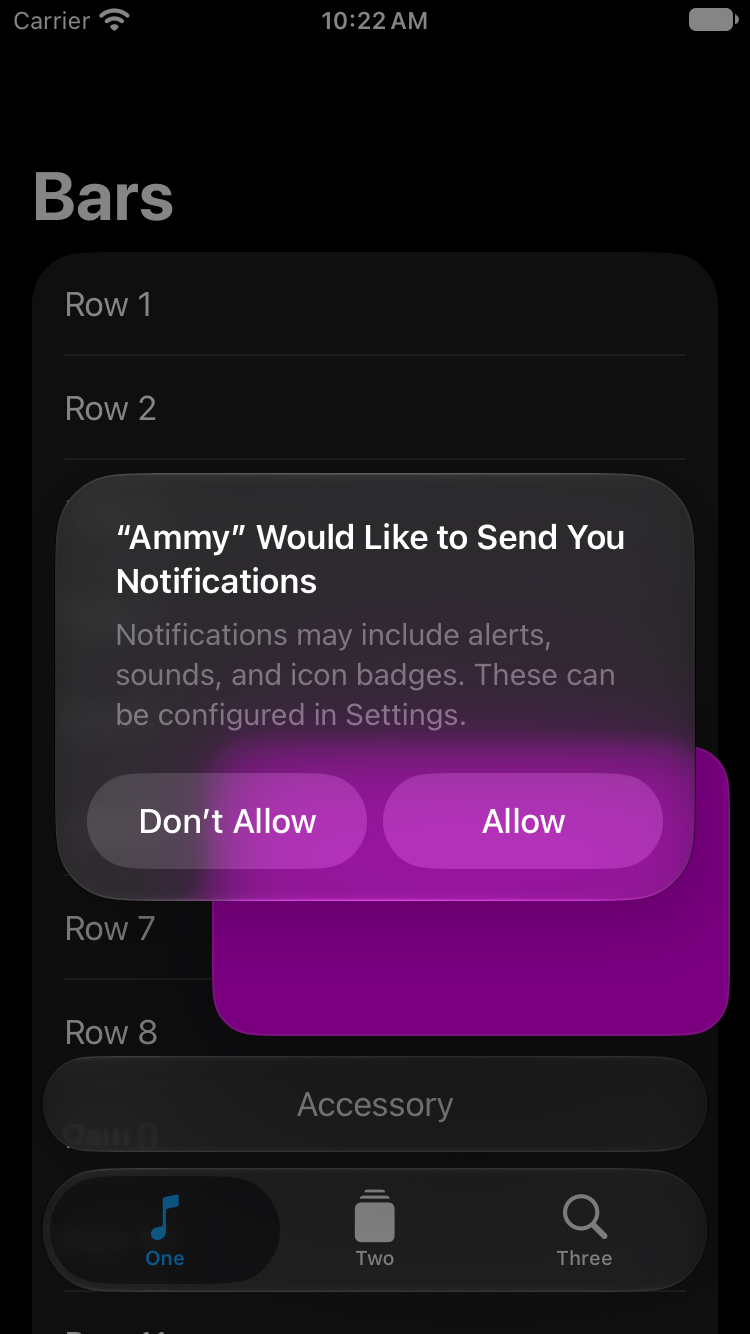 Carrier
10:22 AM
Bars
Row 1
Row 2
“Ammy” Would Like to Send You
Notifications
Notifications may include alerts,
sounds, and icon badges. These can
be configured in Settings.
Don’t Allow
Allow
Row 7
Row 8
Accessory
One
Two
Three